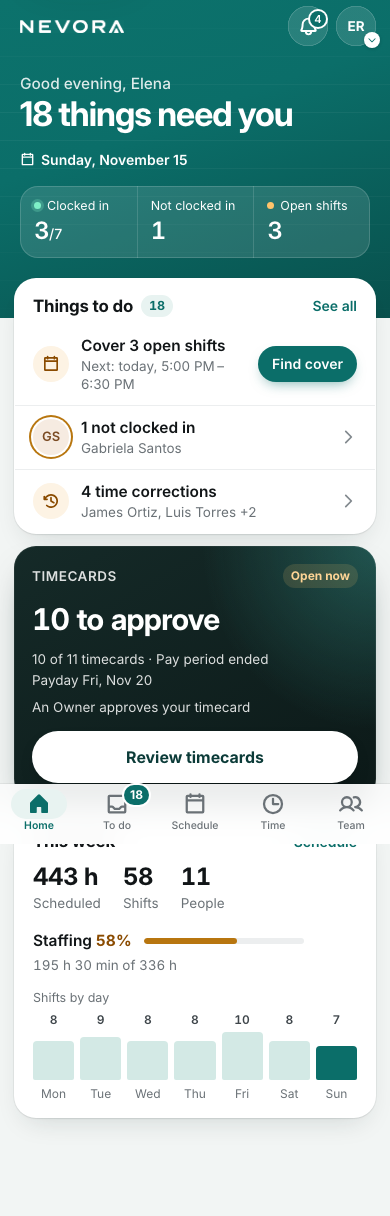 NEVORA
4
ER
Good evening, Elena
18 things need you
Sunday, November 15
Clocked in
3/7
Not clocked in
1
Open shifts
3
Things to do 18
See all
Cover 3 open shifts
Next: today, 5:00 PM –
6:30 PM
Find cover
GS
1 not clocked in
Gabriela Santos
4 time corrections
James Ortiz, Luis Torres +2
TIMECARDS
Open now
10 to approve
10 of 11 timecards · Pay period ended
Payday Fri, Nov 20
An Owner approves your timecard
Review timecards
18
Home
To do
Schedule
Time
Team
This week
Schedule
443 h
58
11
Scheduled
Shifts
People
Staffing 58%
195 h 30 min of 336 h
Shifts by day
8 9 8 8 10 8 7
Mon Tue Wed Thu Fri Sat Sun